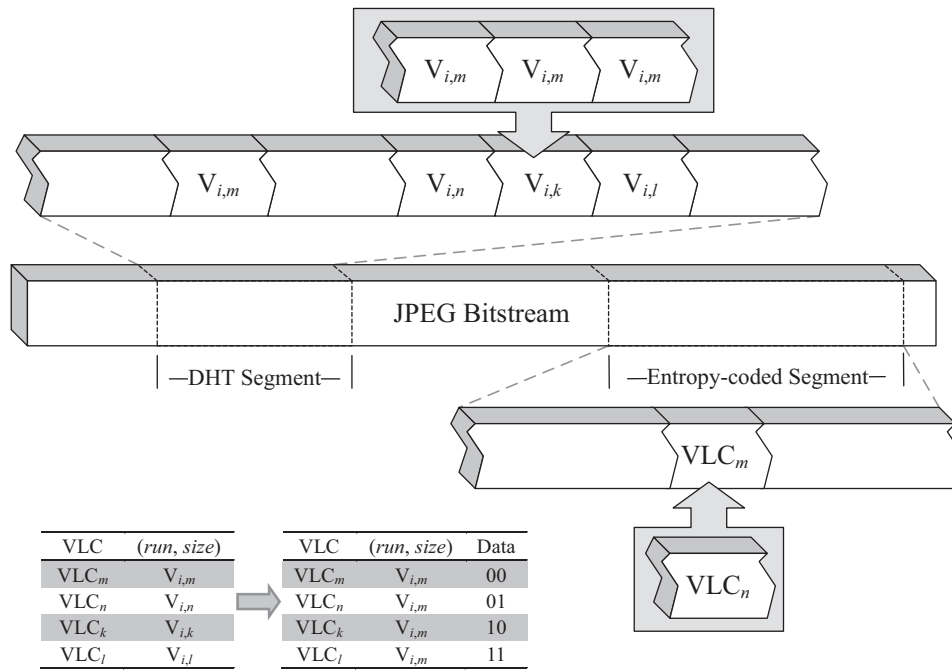 V_{i,m} V_{i,m} V_{i,m}
V_{i,m} V_{i,n} V_{i,k} V_{i,l}
JPEG Bitstream
DHT Segment Entropy-coded Segment
VLC_m
VLC_n
VLC (run, size) VLC (run, size) Data
VLC_m V_{i,m} VLC_m V_{i,m} 00
VLC_n V_{i,n} VLC_n V_{i,m} 01
VLC_k V_{i,k} VLC_k V_{i,m} 10
VLC_l V_{i,l} VLC_l V_{i,m} 11